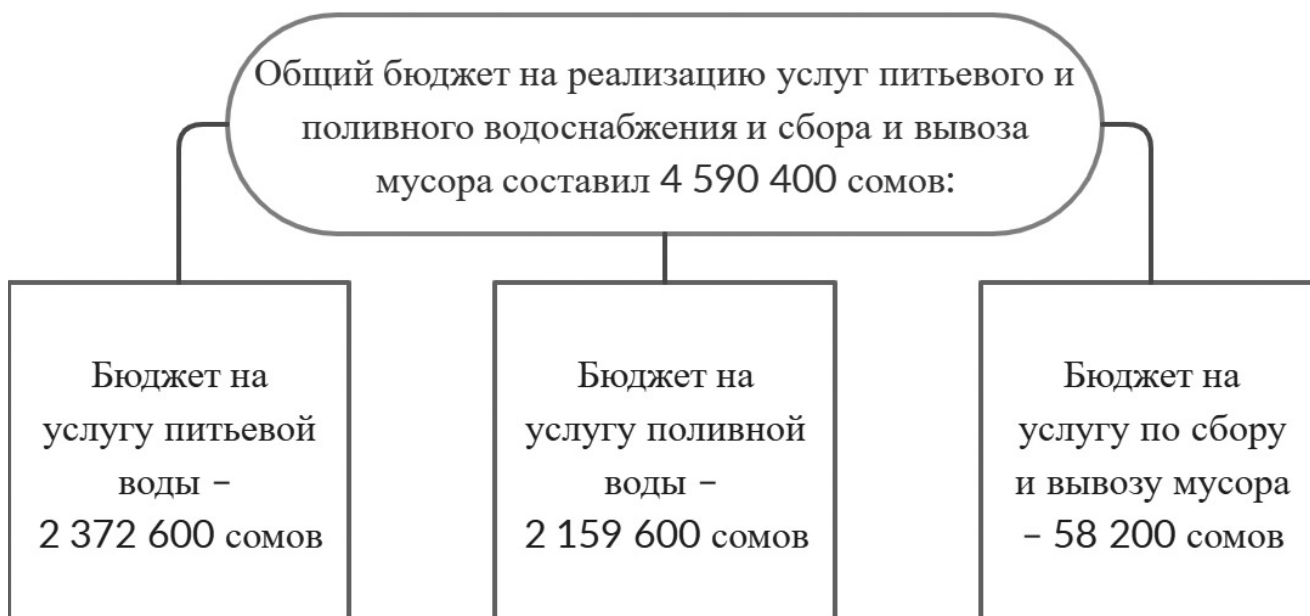 Общий бюджет на реализацию услуг питьевого и
поливного водоснабжения и сбора и вывоза
мусора составил 4 590 400 сомов:
Бюджет на
услугу питьевой
воды –
2 372 600 сомов
Бюджет на
услугу поливной
воды –
2 159 600 сомов
Бюджет на
услугу по сбору
и вывозу мусора
– 58 200 сомов